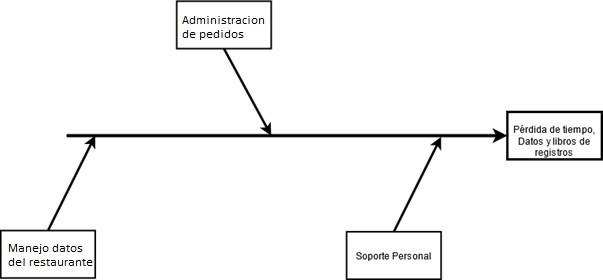 Administracion
de pedidos
Pérdida de tiempo,
Datos y libros de
registros
Manejo datos
del restaurante
Soporte Personal